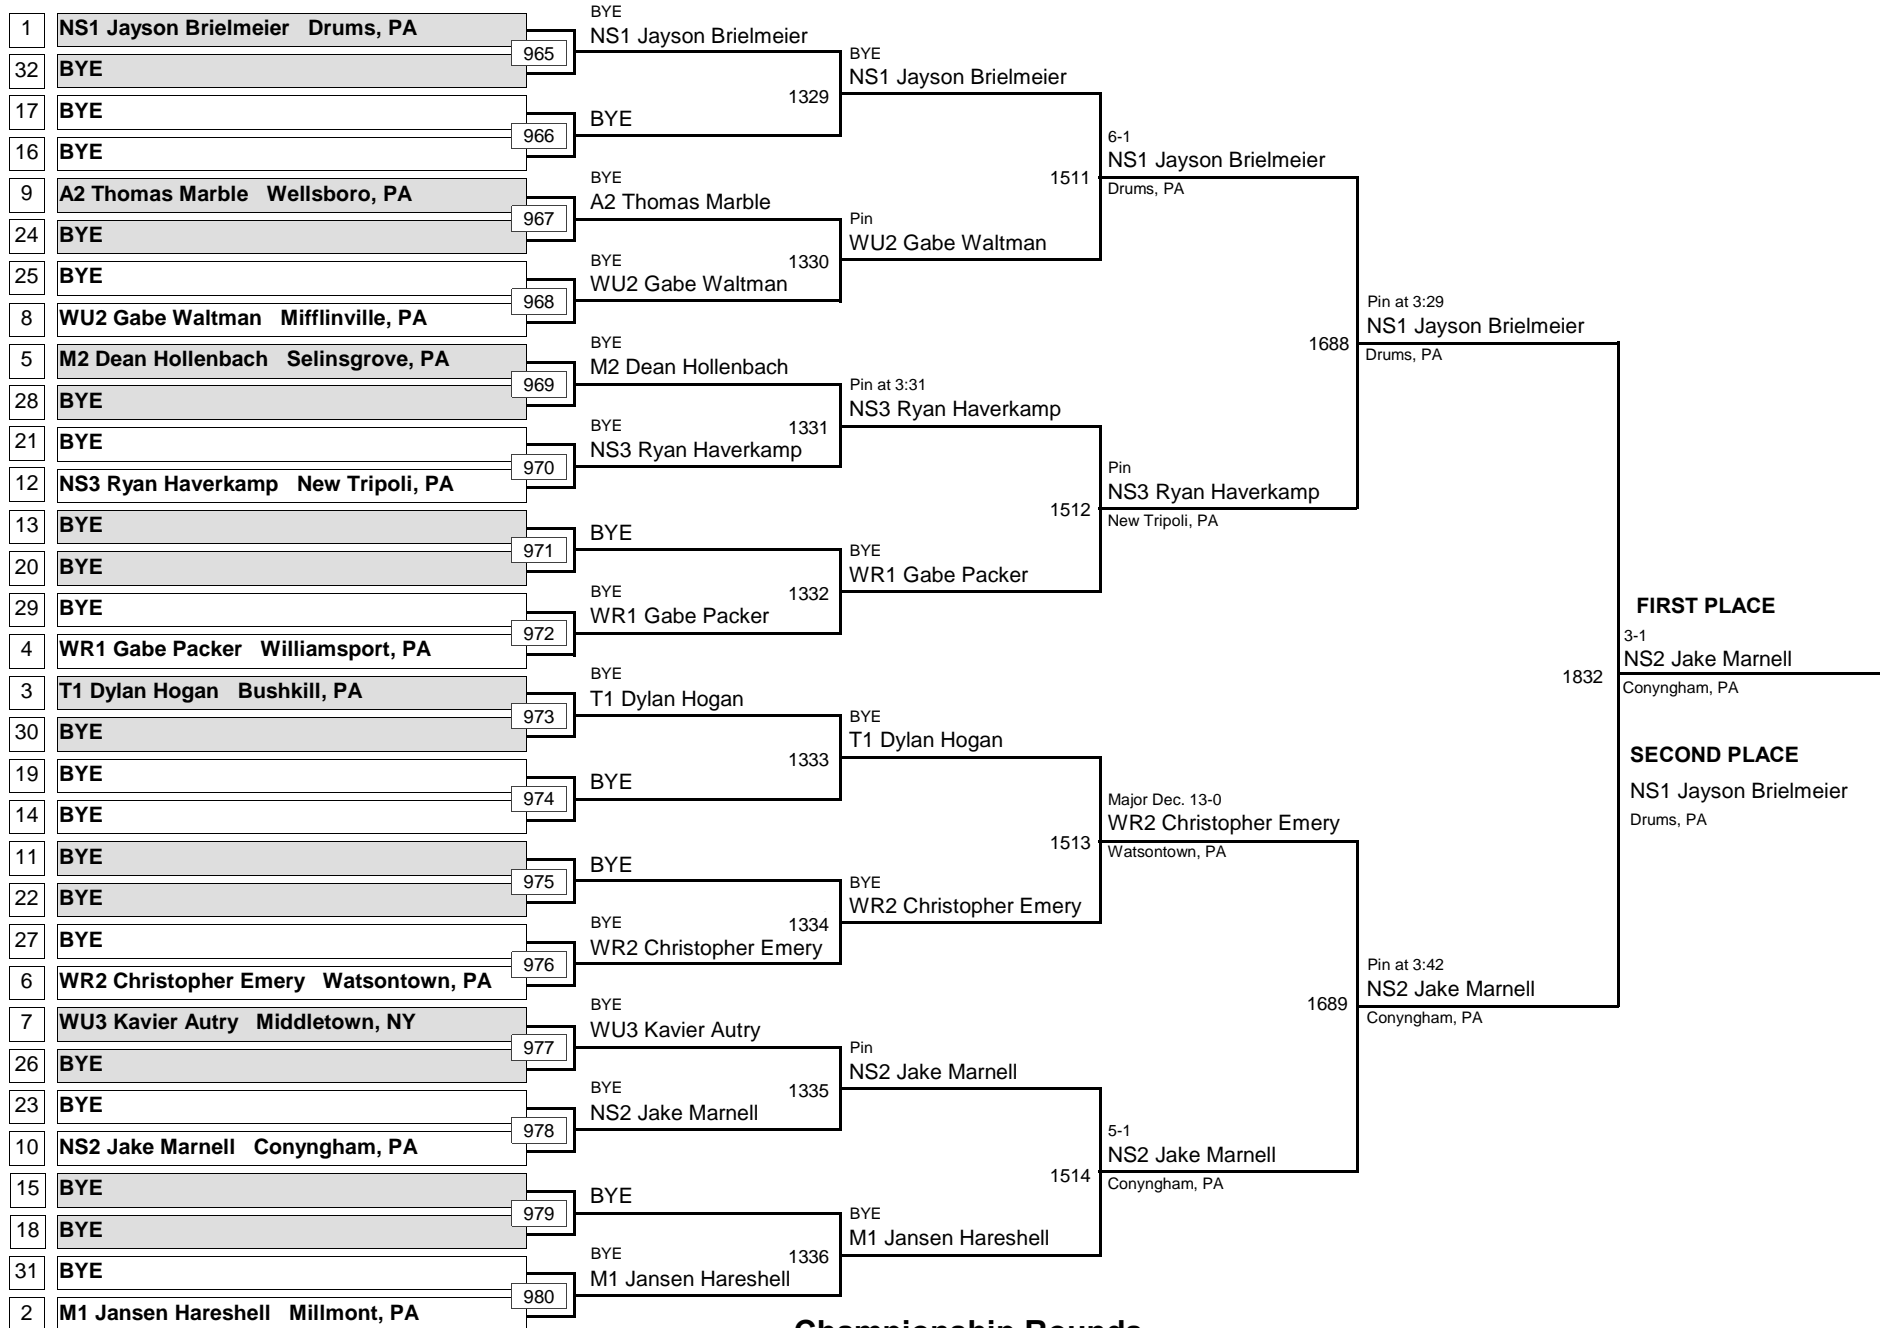 1 NS1 Jayson Brielmeier Drums, PA
965
32 BYE
17 BYE
966
16 BYE
9 A2 Thomas Marble Wellsboro, PA
967
24 BYE
25 BYE
968
8 WU2 Gabe Waltman Mifflinville, PA
5 M2 Dean Hollenbach Selinsgrove, PA
969
28 BYE
21 BYE
970
12 NS3 Ryan Haverkamp New Tripoli, PA
13 BYE
971
20 BYE
29 BYE
972
4 WR1 Gabe Packer Williamsport, PA
3 T1 Dylan Hogan Bushkill, PA
973
30 BYE
19 BYE
974
14 BYE
11 BYE
975
22 BYE
27 BYE
976
6 WR2 Christopher Emery Watsontown, PA
7 WU3 Kavier Autry Middletown, NY
977
26 BYE
23 BYE
978
10 NS2 Jake Marnell Conyngham, PA
15 BYE
979
18 BYE
31 BYE
980
2 M1 Jansen Hareshell Millmont, PA
BYE
NS1 Jayson Brielmeier
1329
BYE
BYE
A2 Thomas Marble
BYE
1330
WU2 Gabe Waltman
BYE
M2 Dean Hollenbach
BYE
1331
NS3 Ryan Haverkamp
BYE
BYE
1332
WR1 Gabe Packer
BYE
T1 Dylan Hogan
1333
BYE
BYE
BYE
1334
WR2 Christopher Emery
BYE
WU3 Kavier Autry
BYE
1335
NS2 Jake Marnell
BYE
BYE
1336
M1 Jansen Hareshell
BYE
NS1 Jayson Brielmeier
1511
Pin
WU2 Gabe Waltman
Pin at 3:31
NS3 Ryan Haverkamp
1512
BYE
WR1 Gabe Packer
BYE
T1 Dylan Hogan
1513
BYE
WR2 Christopher Emery
Pin
NS2 Jake Marnell
1514
BYE
M1 Jansen Hareshell
6-1
NS1 Jayson Brielmeier
Drums, PA
1688
Pin
NS3 Ryan Haverkamp
New Tripoli, PA
Major Dec. 13-0
WR2 Christopher Emery
Watsontown, PA
1689
5-1
NS2 Jake Marnell
Conyngham, PA
Pin at 3:29
NS1 Jayson Brielmeier
Drums, PA
1832
Pin at 3:42
NS2 Jake Marnell
Conyngham, PA
FIRST PLACE
3-1
NS2 Jake Marnell
Conyngham, PA
SECOND PLACE
NS1 Jayson Brielmeier
Drums, PA
Championship Rounds